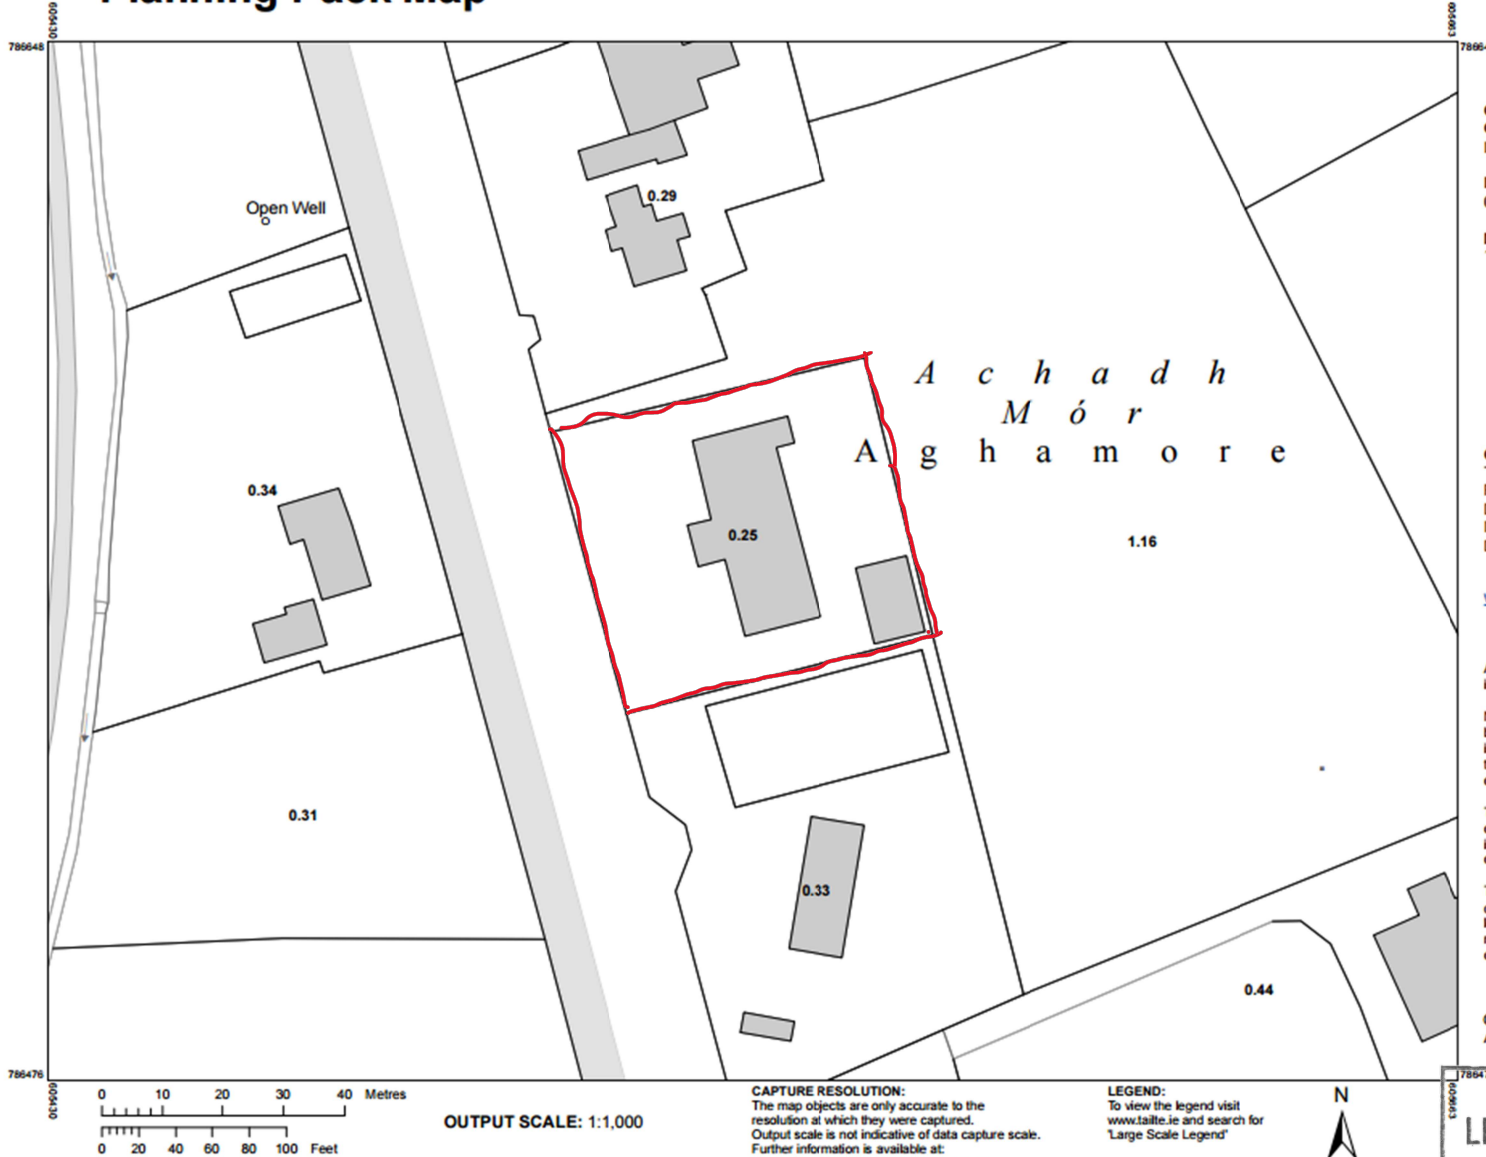 Planning Pack Map
605430
605663
786648
Open Well
0.29
A c h a d h
M ó r
A g h a m o r e
0.34
0.25
1.16
0.31
0.33
0.44
786476
605430
605663
0 10 20 30 40 Metres
0 20 40 60 80 100 Feet
OUTPUT SCALE: 1:1,000
CAPTURE RESOLUTION:
The map objects are only accurate to the
resolution at which they were captured.
Output scale is not indicative of data capture scale.
Further information is available at:
LEGEND:
To view the legend visit
www.tailte.ie and search for
'Large Scale Legend'
N